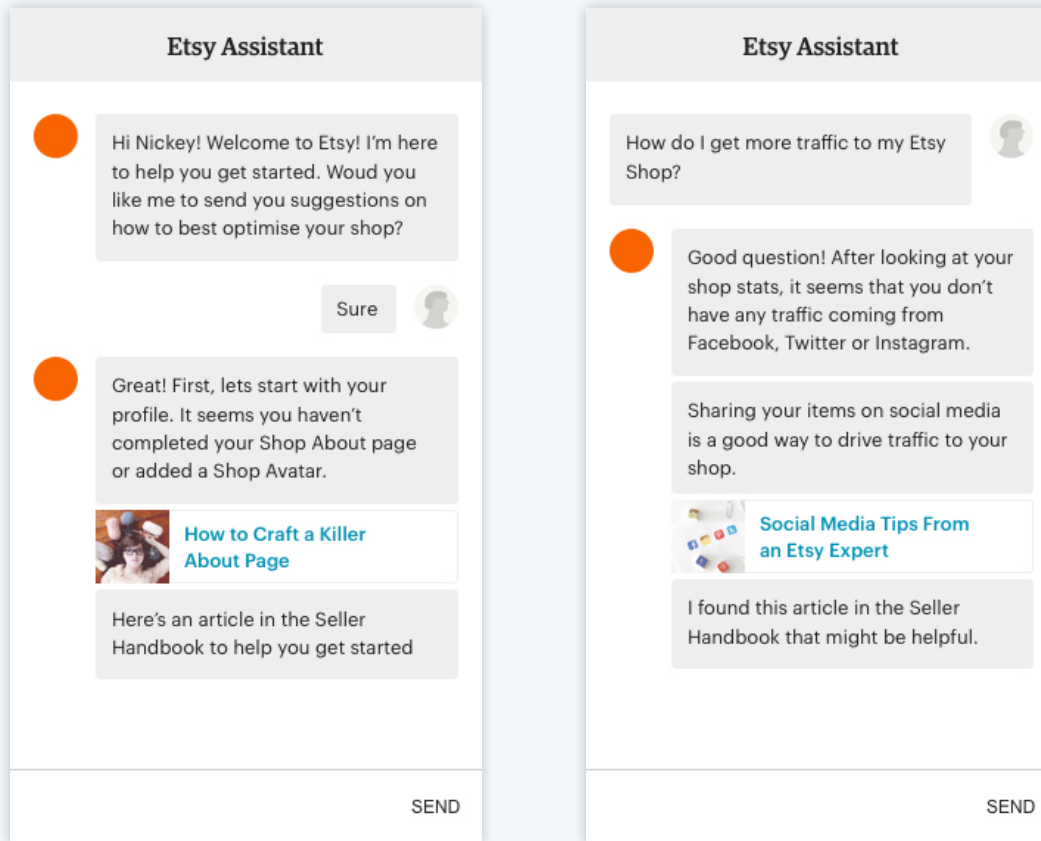 Etsy Assistant
Hi Nickey! Welcome to Etsy! I'm here
to help you get started. Woud you
like me to send you suggestions on
how to best optimise your shop?
Sure
Great! First, lets start with your
profile. It seems you haven't
completed your Shop About page
or added a Shop Avatar.
How to Craft a Killer
About Page
Here's an article in the Seller
Handbook to help you get started
SEND
Etsy Assistant
How do I get more traffic to my Etsy
Shop?
Good question! After looking at your
shop stats, it seems that you don't
have any traffic coming from
Facebook, Twitter or Instagram.
Sharing your items on social media
is a good way to drive traffic to your
shop.
Social Media Tips From
an Etsy Expert
I found this article in the Seller
Handbook that might be helpful.
SEND